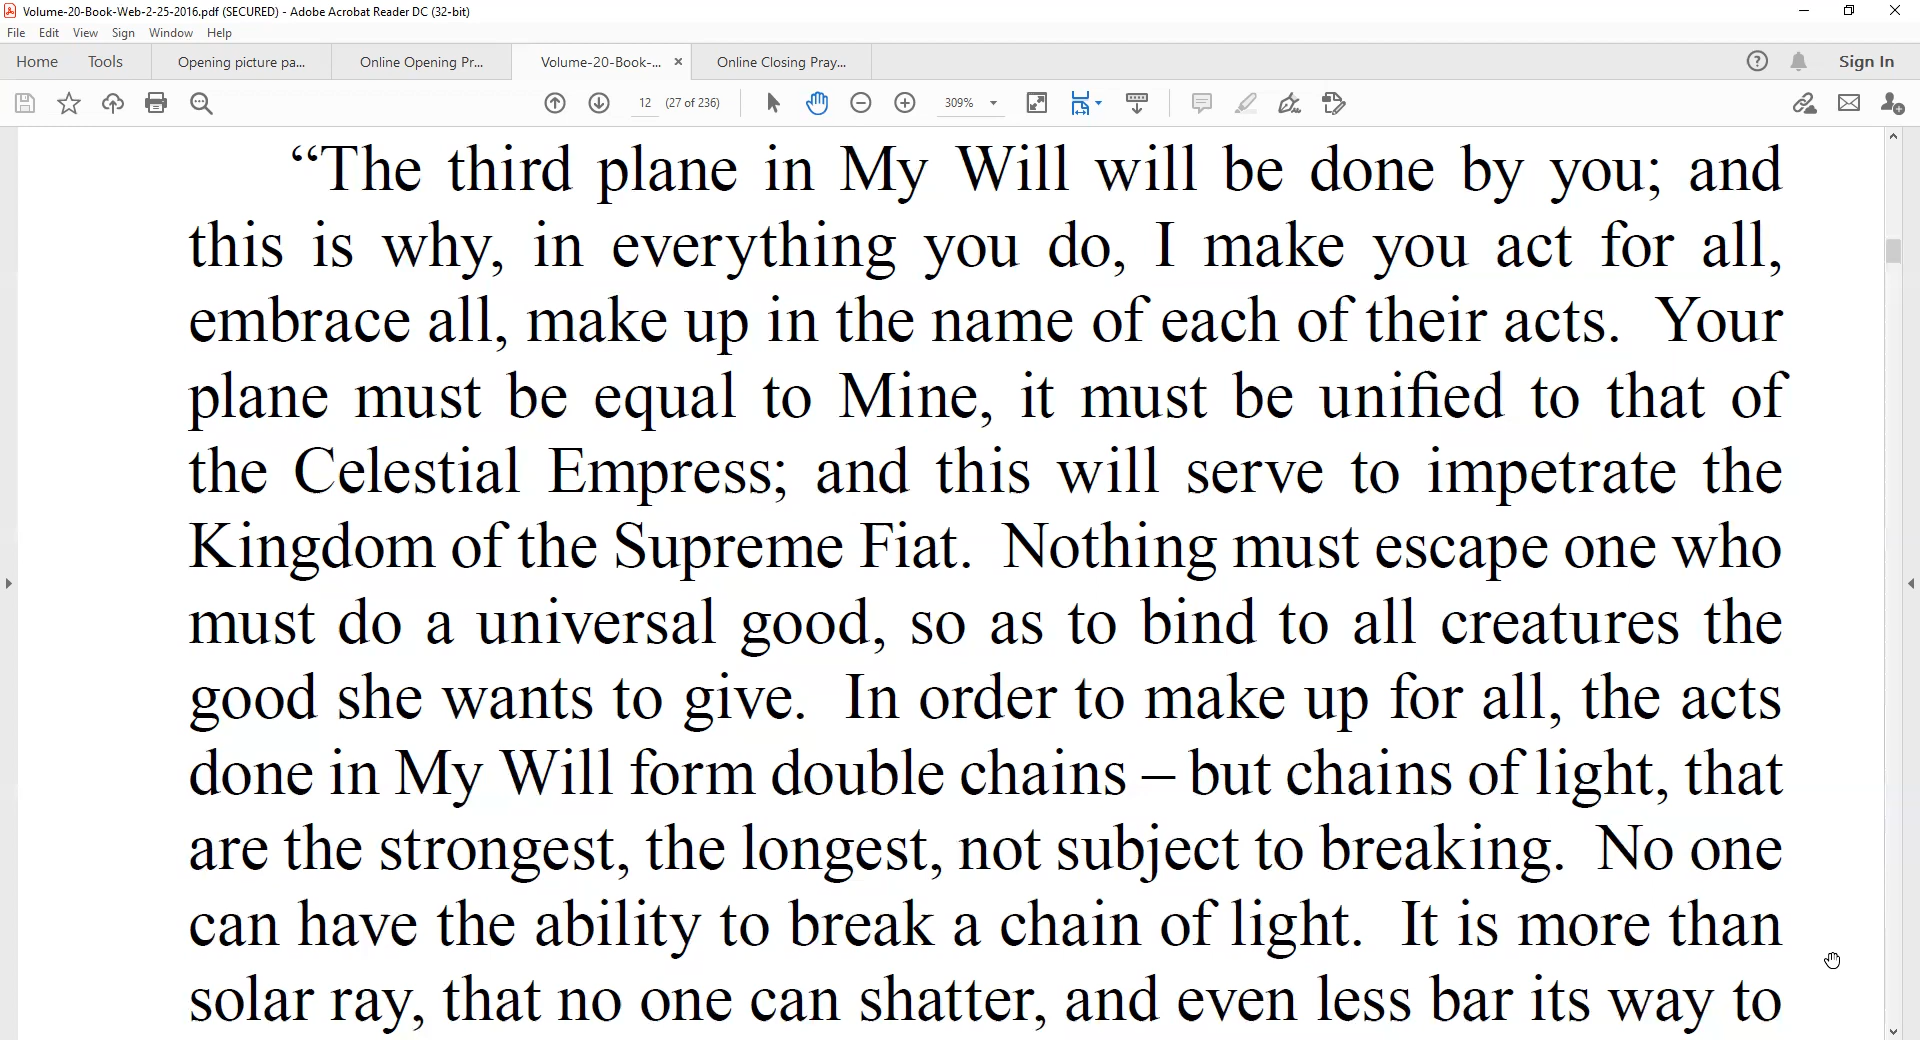 Volume-20-Book-Web-2-25-2016.pdf (SECURED) - Adobe Acrobat Reader DC (32-bit)
File Edit View Sign Window Help
Home Tools Opening picture pa... Online Opening Pr... Volume-20-Book-... × Online Closing Pray... Sign In
12 (27 of 236) 309%
“The third plane in My Will will be done by you; and
this is why, in everything you do, I make you act for all,
embrace all, make up in the name of each of their acts.  Your
plane must be equal to Mine, it must be unified to that of
the Celestial Empress; and this will serve to impetrate the
Kingdom of the Supreme Fiat.  Nothing must escape one who
must do a universal good, so as to bind to all creatures the
good she wants to give.  In order to make up for all, the acts
done in My Will form double chains – but chains of light, that
are the strongest, the longest, not subject to breaking.  No one
can have the ability to break a chain of light.  It is more than
solar ray, that no one can shatter, and even less bar its way to